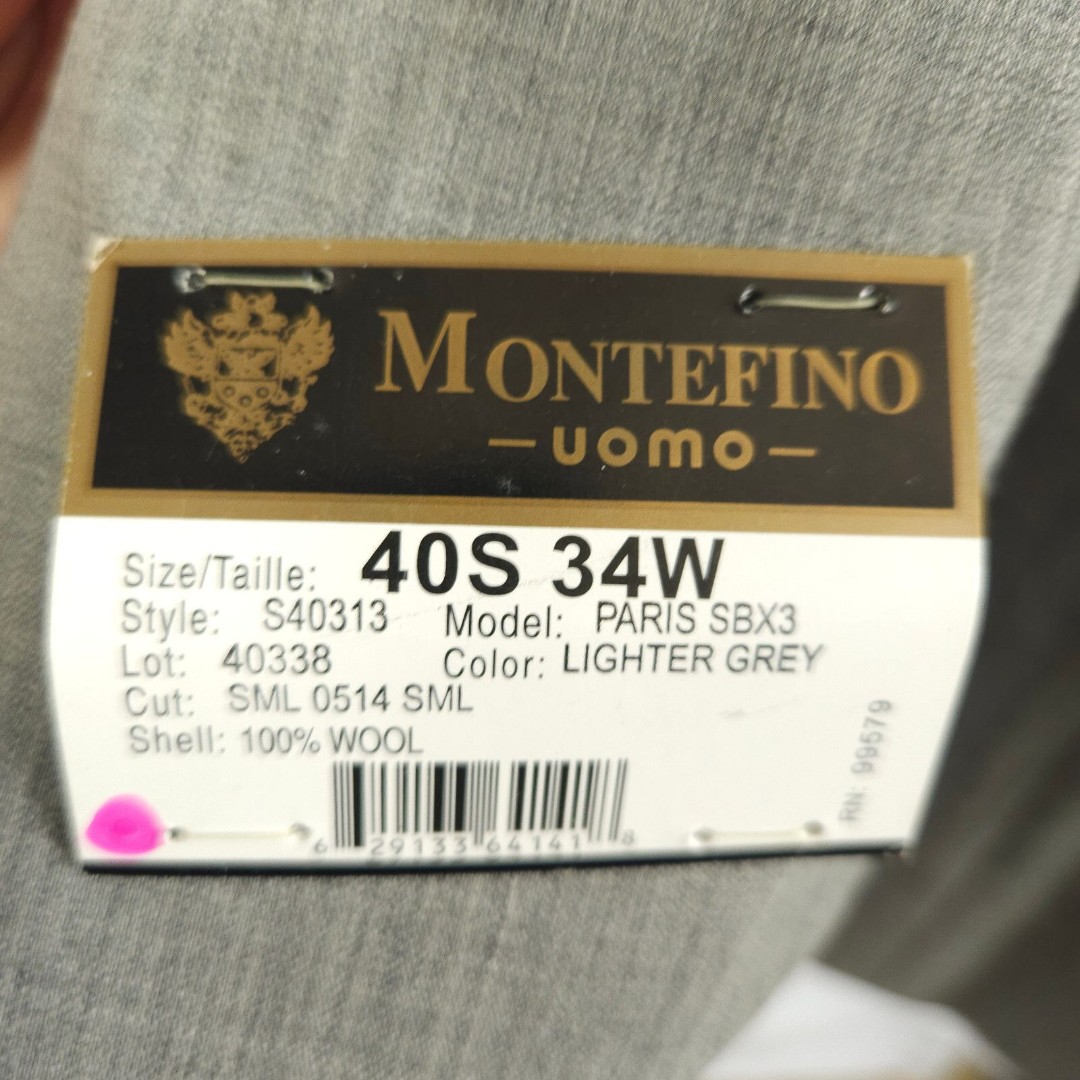 MONTEFINO
— UOMO —
Size/Taille: 40S 34W
Style: S40313 Model: PARIS SBX3
Lot: 40338 Color: LIGHTER GREY
Cut: SML 0514 SML
Shell: 100% WOOL
RN: 99579
6 29133 64141 8